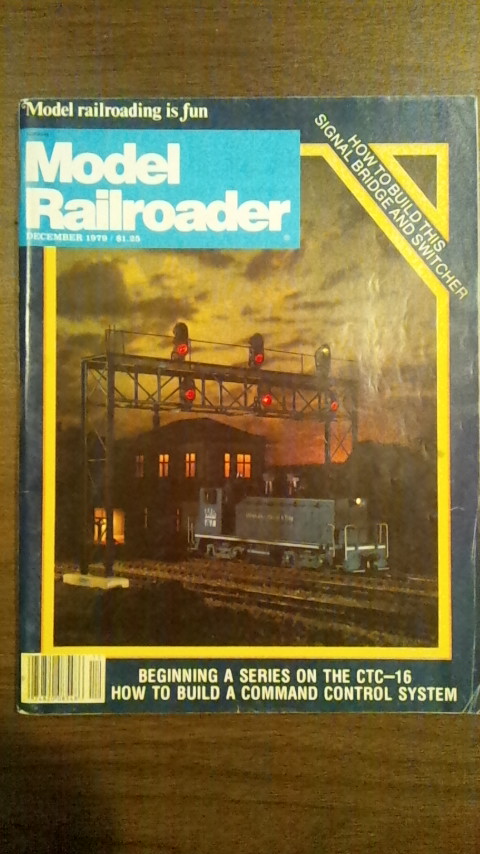 Model railroading is fun
Model
Railroader
DECEMBER 1979 / $1.25
HOW TO BUILD THIS
SIGNAL BRIDGE AND SWITCHER
BEGINNING A SERIES ON THE CTC–16
HOW TO BUILD A COMMAND CONTROL SYSTEM